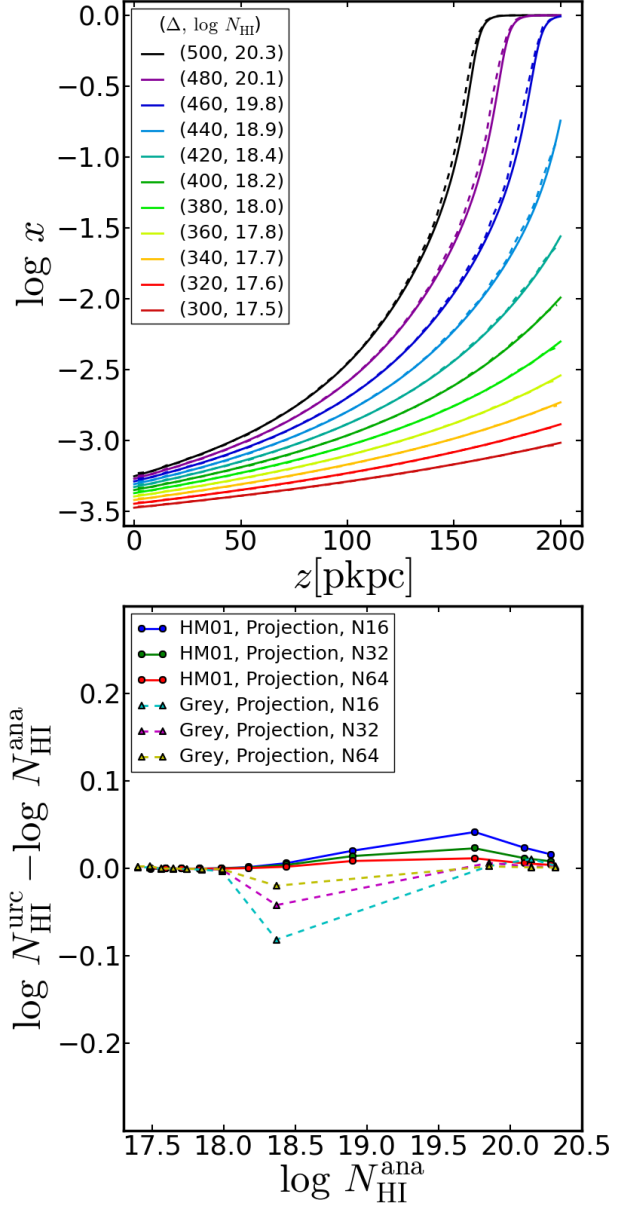 (Δ, log N_HI)
(500, 20.3)
(480, 20.1)
(460, 19.8)
(440, 18.9)
(420, 18.4)
(400, 18.2)
(380, 18.0)
(360, 17.8)
(340, 17.7)
(320, 17.6)
(300, 17.5)
0.0
−0.5
−1.0
−1.5
−2.0
−2.5
−3.0
−3.5
log x
0 50 100 150 200
z[pkpc]
HM01, Projection, N16
HM01, Projection, N32
HM01, Projection, N64
Grey, Projection, N16
Grey, Projection, N32
Grey, Projection, N64
0.2
0.1
0.0
−0.1
−0.2
log N_HI^urc −log N_HI^ana
17.5 18.0 18.5 19.0 19.5 20.0 20.5
log N_HI^ana